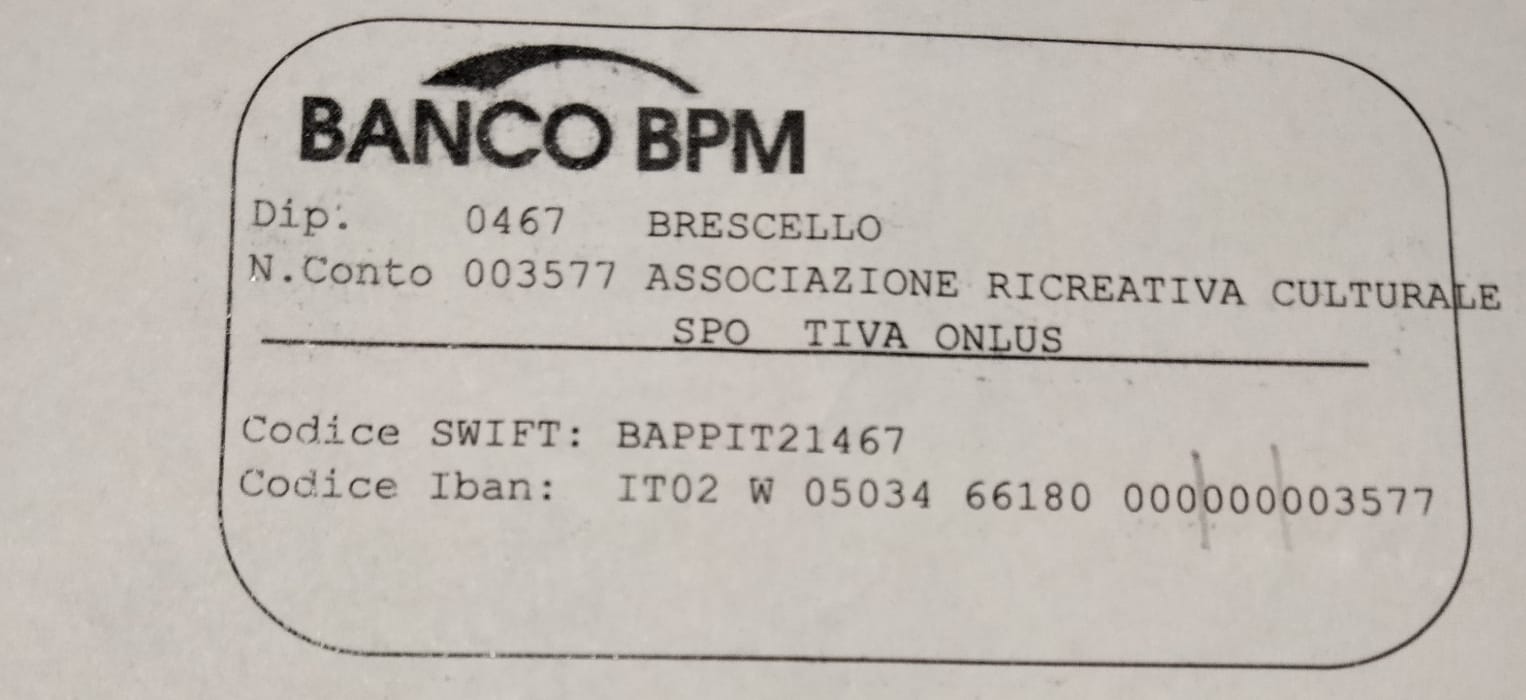 BANCO BPM
Dip. 0467 BRESCELLO
N.Conto 003577 ASSOCIAZIONE RICREATIVA CULTURALE
SPO TIVA ONLUS
Codice SWIFT: BAPPIT21467
Codice Iban: IT02 W 05034 66180 000000003577